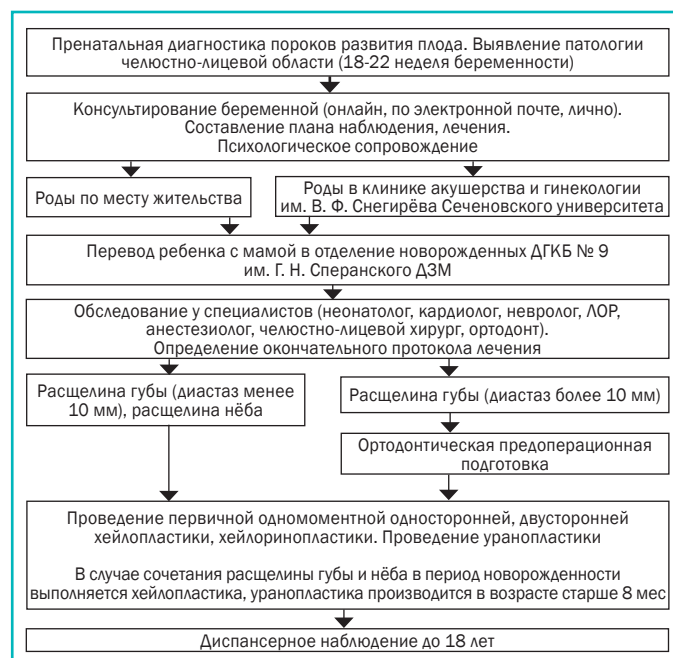 Пренатальная диагностика пороков развития плода. Выявление патологии
челюстно-лицевой области (18-22 неделя беременности)
Консультирование беременной (онлайн, по электронной почте, лично).
Составление плана наблюдения, лечения.
Психологическое сопровождение
Роды по месту жительства
Роды в клинике акушерства и гинекологии
им. В. Ф. Снегирёва Сеченовского университета
Перевод ребенка с мамой в отделение новорожденных ДГКБ № 9
им. Г. Н. Сперанского ДЗМ
Обследование у специалистов (неонатолог, кардиолог, невролог, ЛОР,
анестезиолог, челюстно-лицевой хирург, ортодонт).
Определение окончательного протокола лечения
Расщелина губы (диастаз менее
10 мм), расщелина нёба
Расщелина губы (диастаз более 10 мм)
Ортодонтическая предоперационная
подготовка
Проведение первичной одномоментной односторонней, двусторонней
хейлопластики, хейлоринопластики. Проведение уранопластики
В случае сочетания расщелины губы и нёба в период новорожденности
выполняется хейлопластика, уранопластика производится в возрасте старше 8 мес
Диспансерное наблюдение до 18 лет